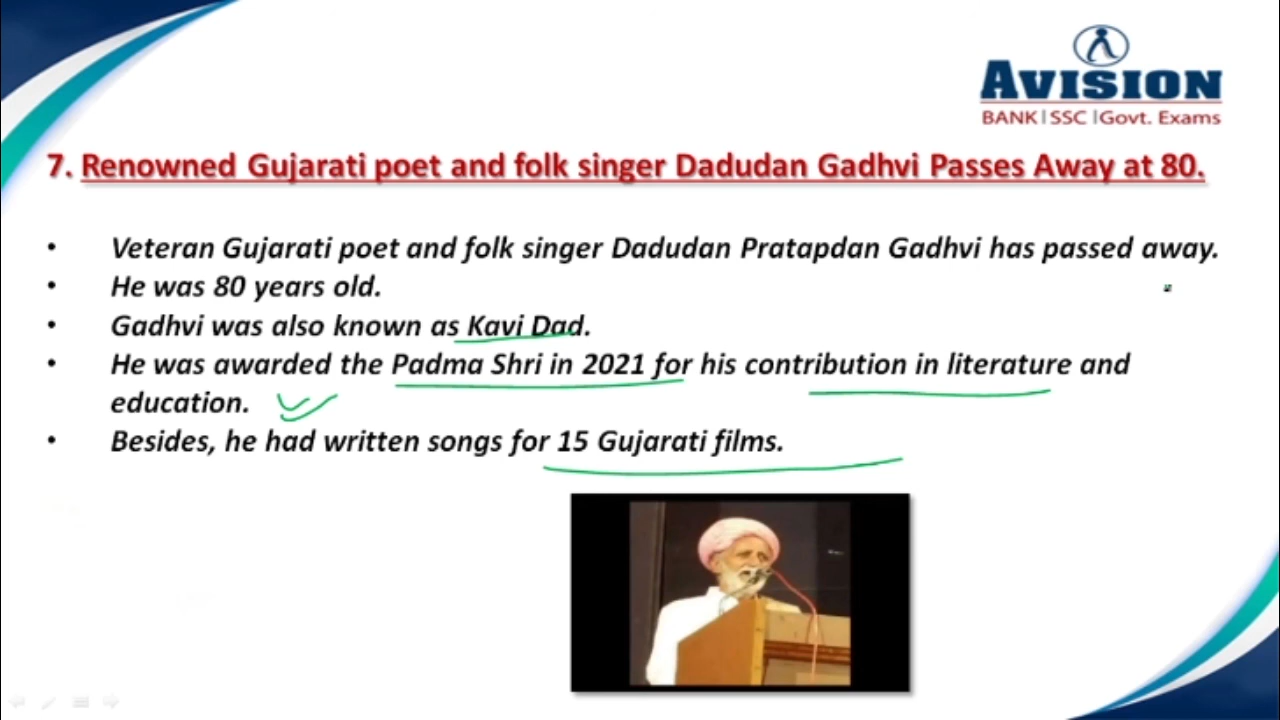 AVISION
BANK|SSC|Govt. Exams
7. Renowned Gujarati poet and folk singer Dadudan Gadhvi Passes Away at 80.
• Veteran Gujarati poet and folk singer Dadudan Pratapdan Gadhvi has passed away.
• He was 80 years old.
• Gadhvi was also known as Kavi Dad.
• He was awarded the Padma Shri in 2021 for his contribution in literature and
education.
• Besides, he had written songs for 15 Gujarati films.